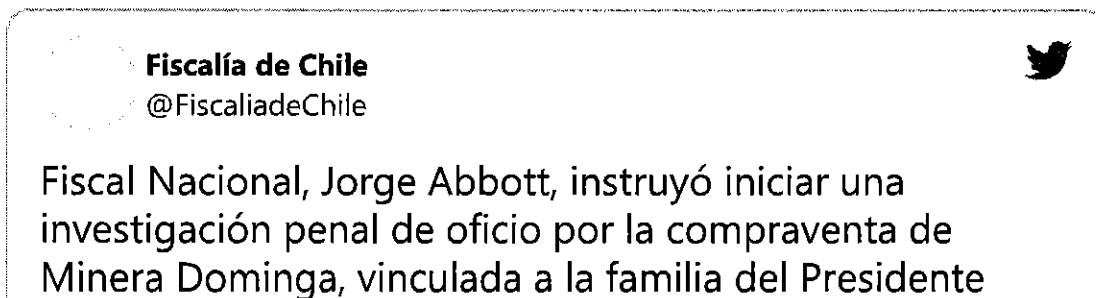 Fiscalía de Chile
@FiscaliadeChile
Fiscal Nacional, Jorge Abbott, instruyó iniciar una
investigación penal de oficio por la compraventa de
Minera Dominga, vinculada a la familia del Presidente